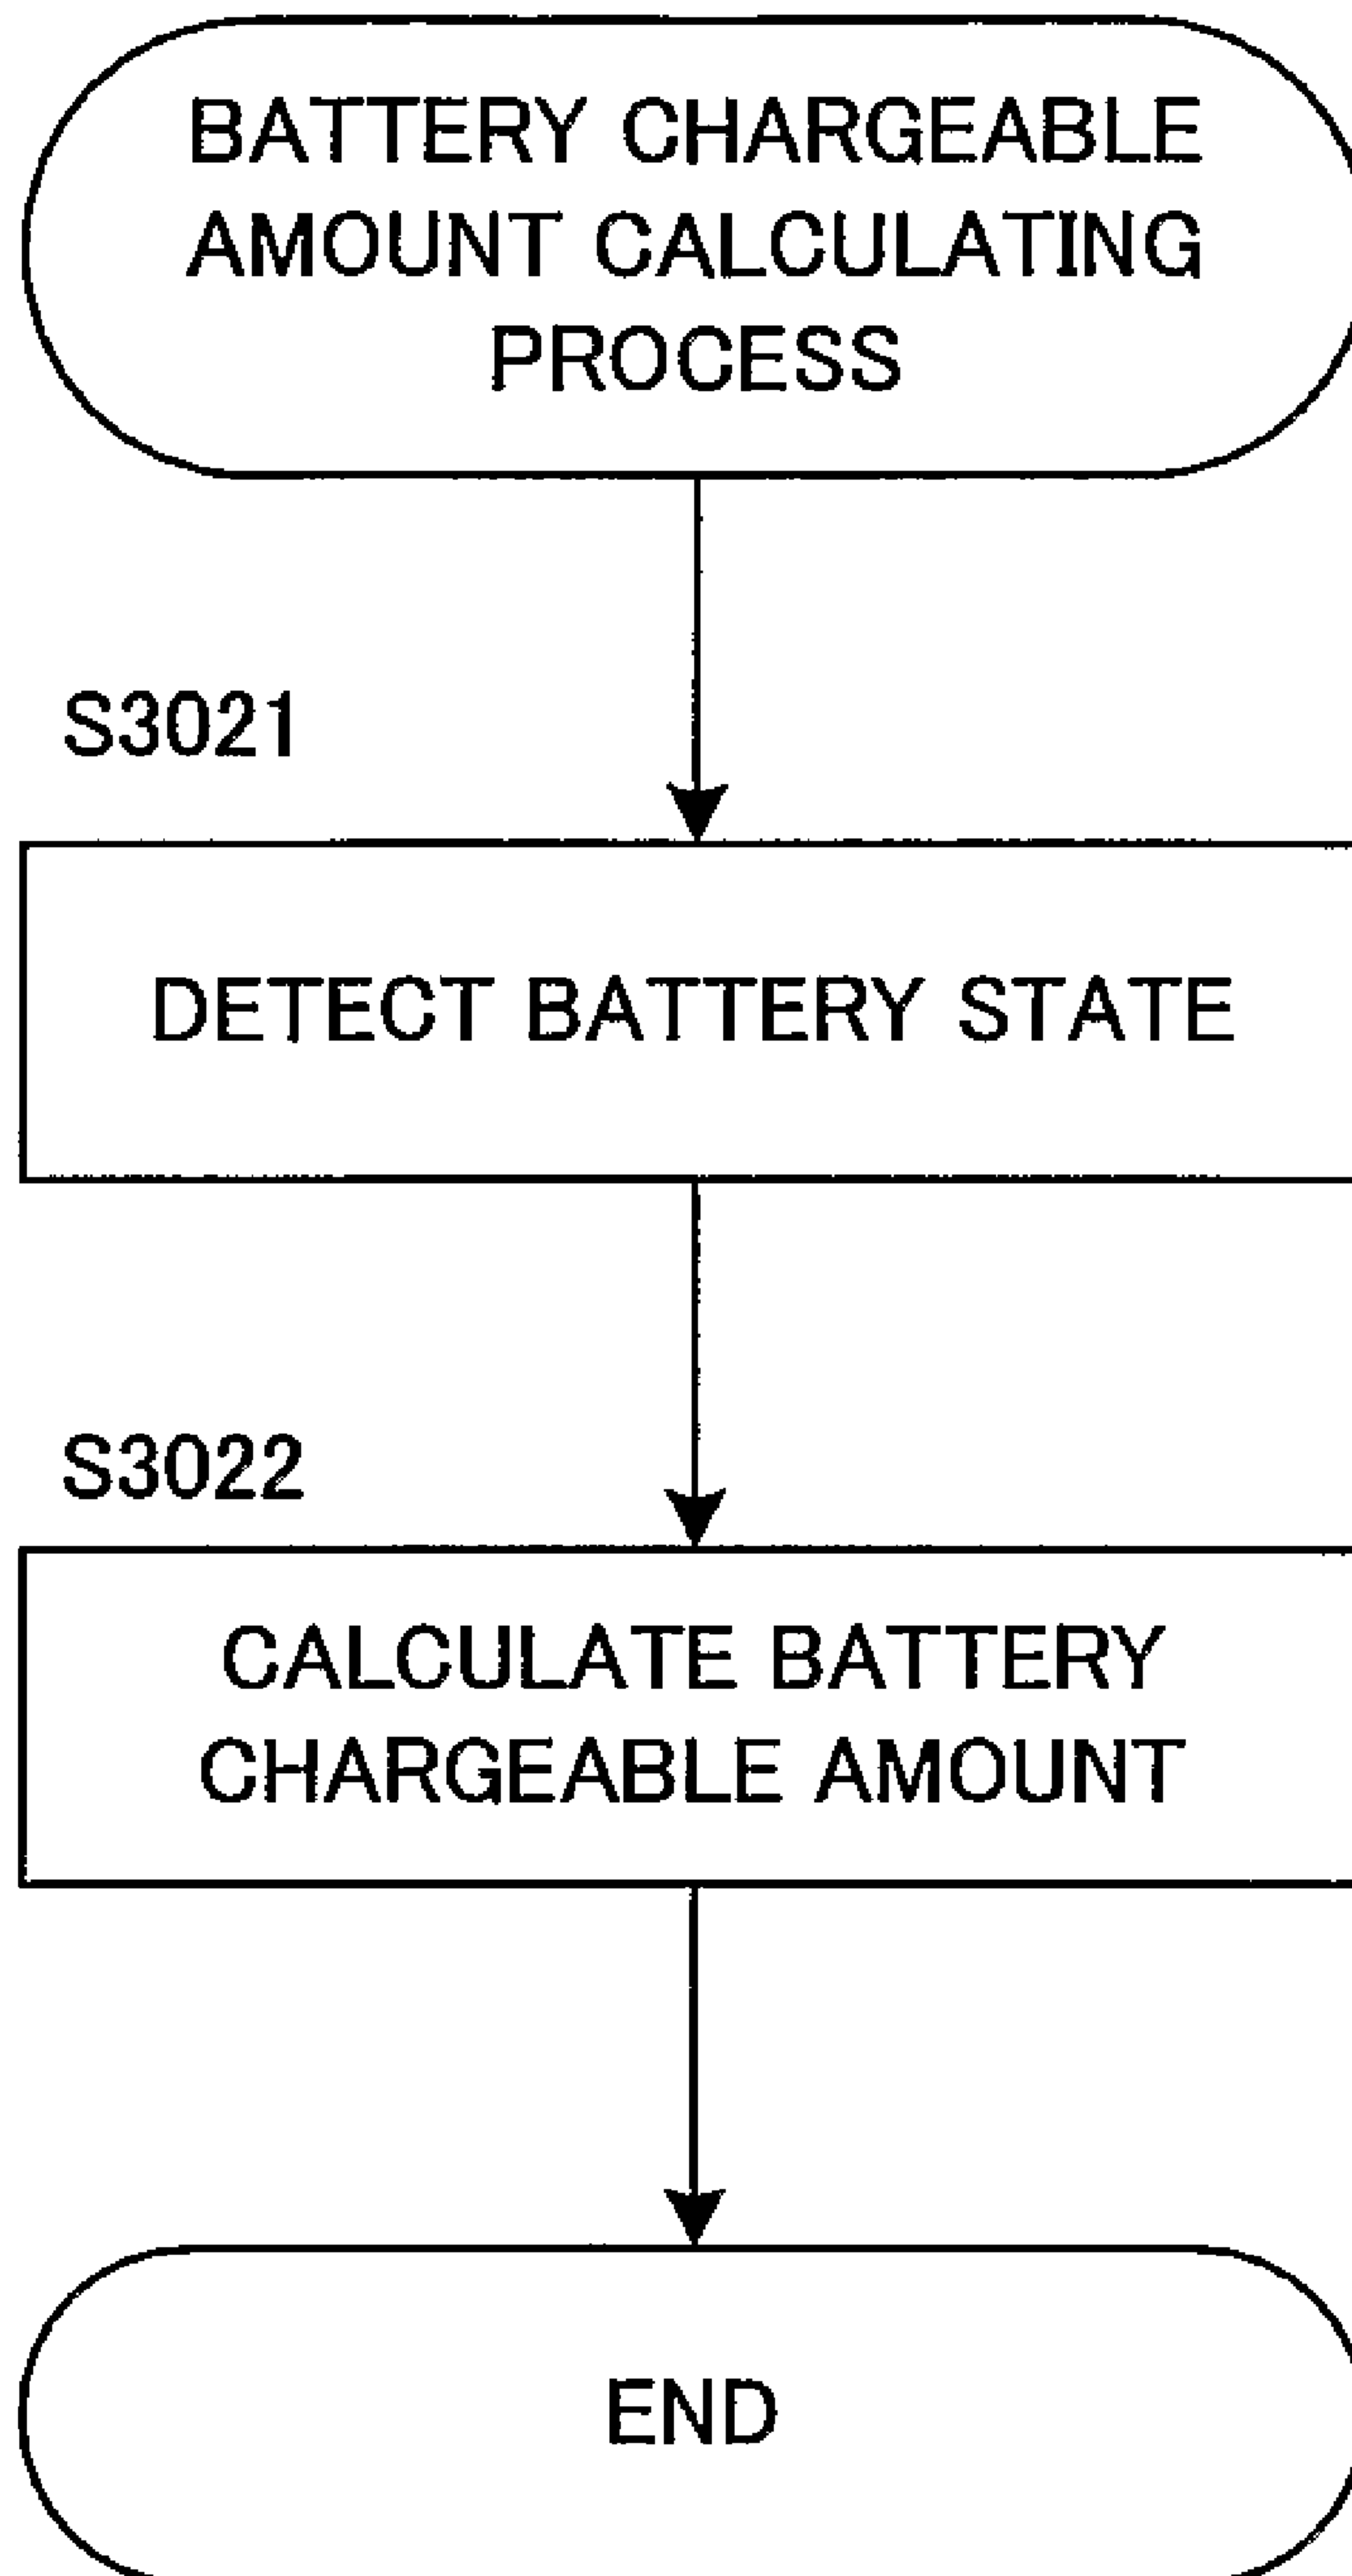 BATTERY CHARGEABLE
AMOUNT CALCULATING
PROCESS
S3021
DETECT BATTERY STATE
S3022
CALCULATE BATTERY
CHARGEABLE AMOUNT
END